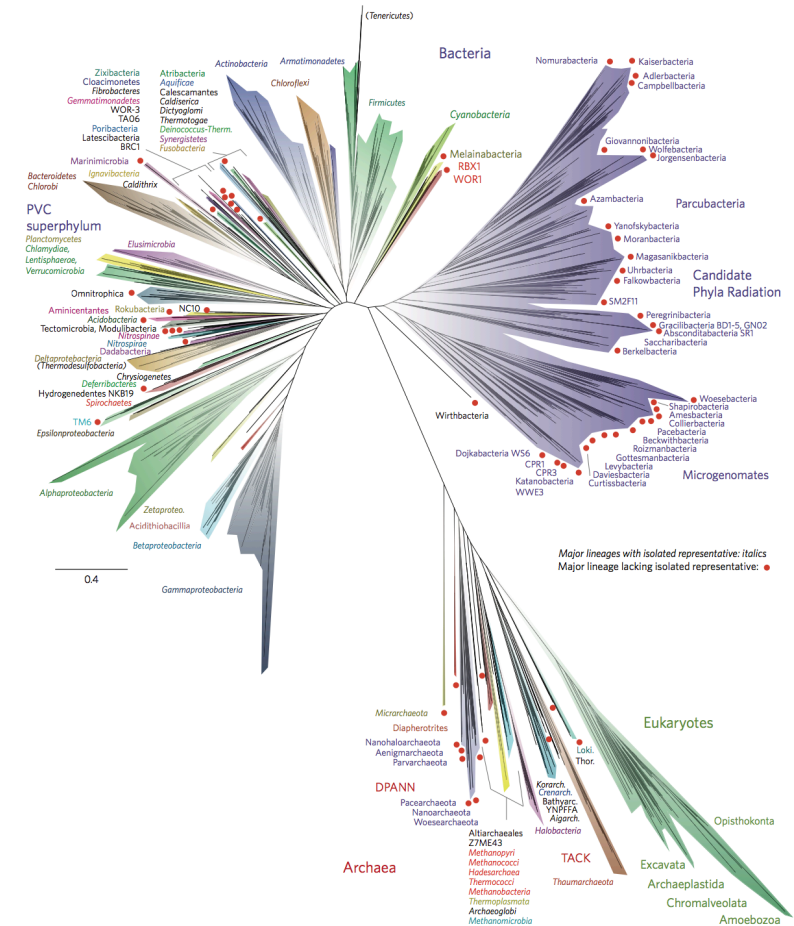 (Tenericutes)
Bacteria
Actinobacteria
Armatimonadetes
Chloroflexi
Firmicutes
Cyanobacteria
Melainabacteria
RBX1
WOR1
Zixibacteria
Cloacimonetes
Fibrobacteres
Gemmatimonadetes
WOR-3
TA06
Poribacteria
Latescibacteria
BRC1
Atribacteria
Aquificae
Calescamantes
Caldiserica
Dictyoglomi
Thermotogae
Deinococcus-Therm.
Synergistetes
Fusobacteria
Marinimicrobia
Ignavibacteria
Bacteroidetes
Chlorobi
Caldithrix
PVC
superphylum
Planctomycetes
Chlamydiae,
Lentisphaerae,
Verrucomicrobia
Elusimicrobia
Omnitrophica
Aminicentantes
Rokubacteria
NC10
Acidobacteria
Tectomicrobia, Modulibacteria
Nitrospinae
Nitrospirae
Dadabacteria
Deltaprotebacteria
(Thermodesulfobacteria)
Chrysiogenetes
Deferribacteres
Hydrogenedentes NKB19
Spirochaetes
TM6
Epsilonproteobacteria
Alphaproteobacteria
Zetaproteo.
Acidithiobacillia
Betaproteobacteria
Gammaproteobacteria
0.4
Nomurabacteria
Kaiserbacteria
Adlerbacteria
Campbellbacteria
Giovannonibacteria
Wolfebacteria
Jorgensenbacteria
Azambacteria
Parcubacteria
Yanofskybacteria
Moranbacteria
Magasanikbacteria
Uhrbacteria
Falkowbacteria
Candidate
Phyla Radiation
SM2F11
Peregrinibacteria
Gracilibacteria BD1-5, GN02
Absconditabacteria SR1
Saccharibacteria
Berkelbacteria
Woesebacteria
Shapirobacteria
Amesbacteria
Collierbacteria
Pacebacteria
Beckwithbacteria
Roizmanbacteria
Gottesmanbacteria
Levybacteria
Daviesbacteria
Curtissbacteria
Microgenomates
Wirthbacteria
Dojkabacteria WS6
CPR1
CPR3
Katanobacteria
WWE3
Major lineages with isolated representative: italics
Major lineage lacking isolated representative:
Micrarchaeota
Diapherotrites
Nanohaloarchaeota
Aenigmarchaeota
Parvarchaeota
DPANN
Pacearchaeota
Nanoarchaeota
Woesearchaeota
Archaea
Altiarchaeales
Z7ME43
Methanopyri
Methanococci
Hadesarchaea
Thermococci
Methanobacteria
Thermoplasmata
Archaeoglobi
Methanomicrobia
Halobacteria
Korarch.
Crenarch.
Bathyarc.
YNPFFA
Aigarch.
TACK
Thaumarchaeota
Loki.
Thor.
Eukaryotes
Opisthokonta
Excavata
Archaeplastida
Chromalveolata
Amoebozoa